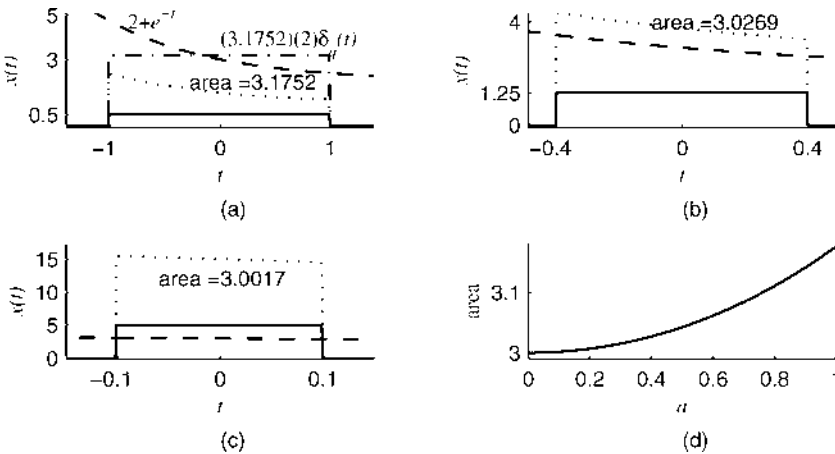 5
3
0.5
x(t)
2+e^-t
(3.1752)(2)δ_a(t)
area =3.1752
−1
0
1
t
(a)
4
1.25
0
x(t)
area =3.0269
−0.4
0
0.4
t
(b)
15
10
5
0
x(t)
area =3.0017
−0.1
0
0.1
t
(c)
3.1
3
area
0
0.2
0.4
0.6
0.8
1
a
(d)